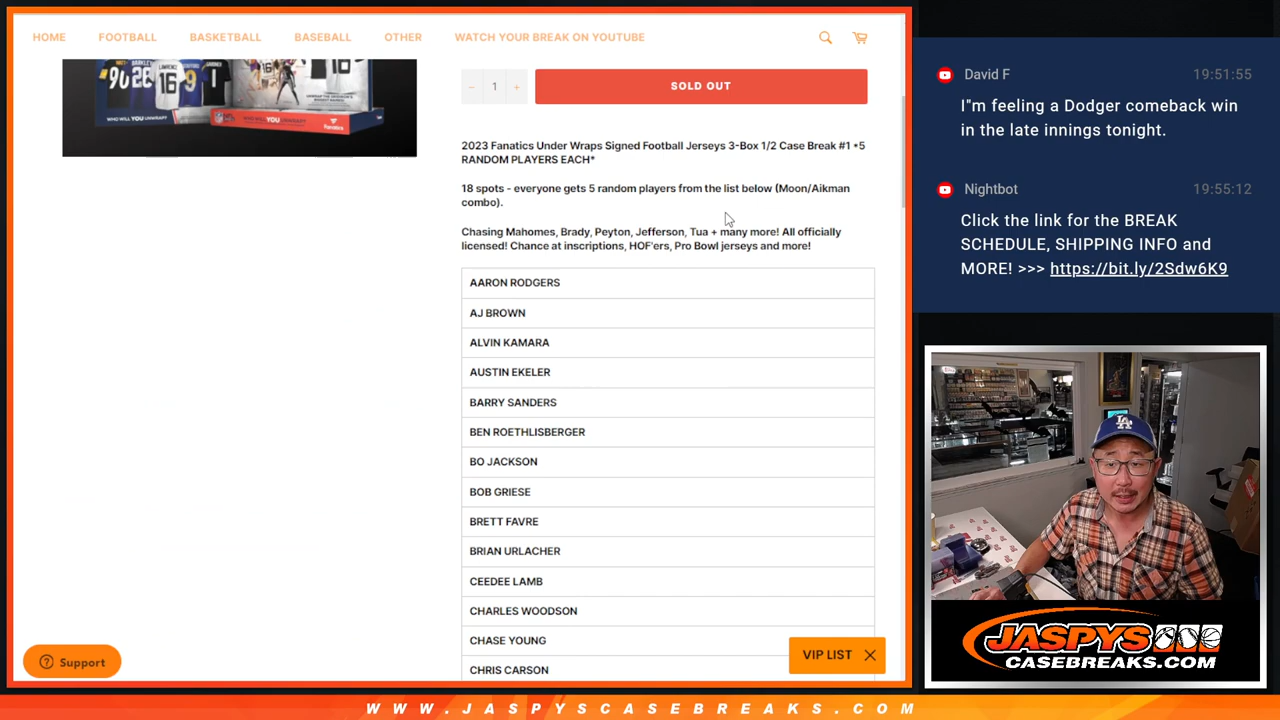 HOME FOOTBALL BASKETBALL BASEBALL OTHER WATCH YOUR BREAK ON YOUTUBE
WHO WILL YOU UNWRAP?
− 1 + SOLD OUT
2023 Fanatics Under Wraps Signed Football Jerseys 3-Box 1/2 Case Break #1 *5
RANDOM PLAYERS EACH*
18 spots - everyone gets 5 random players from the list below (Moon/Aikman
combo).
Chasing Mahomes, Brady, Peyton, Jefferson, Tua + many more! All officially
licensed! Chance at inscriptions, HOF'ers, Pro Bowl jerseys and more!
AARON RODGERS
AJ BROWN
ALVIN KAMARA
AUSTIN EKELER
BARRY SANDERS
BEN ROETHLISBERGER
BO JACKSON
BOB GRIESE
BRETT FAVRE
BRIAN URLACHER
CEEDEE LAMB
CHARLES WOODSON
CHASE YOUNG
CHRIS CARSON
Support
VIP LIST
David F 19:51:55
I"m feeling a Dodger comeback win
in the late innings tonight.
Nightbot 19:55:12
Click the link for the BREAK
SCHEDULE, SHIPPING INFO and
MORE! >>> https://bit.ly/2Sdw6K9
LA
JASPYS
CASEBREAKS.COM
WWW.JASPYSCASEBREAKS.COM